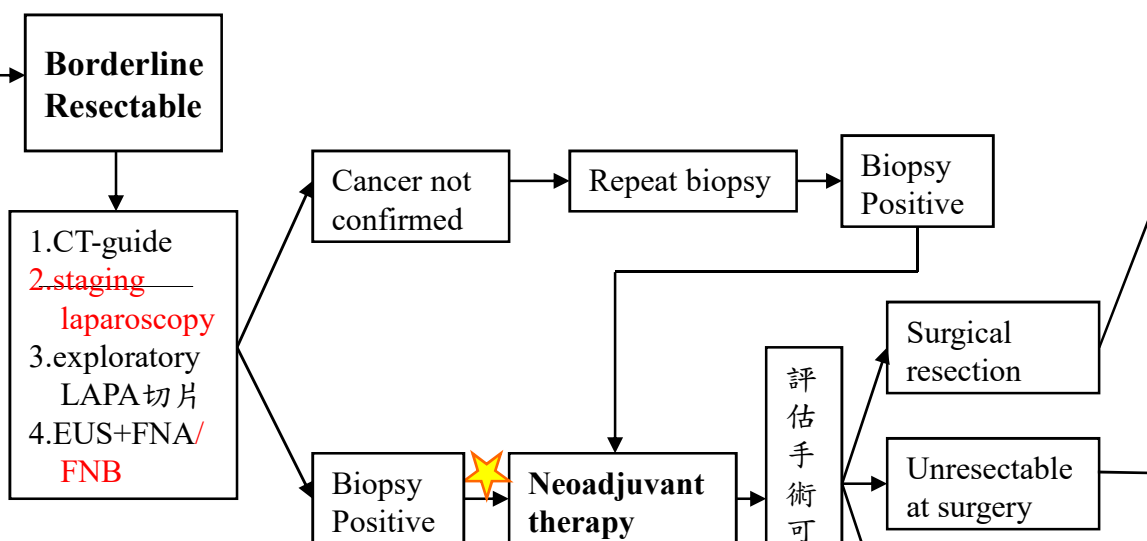 Borderline
Resectable
Cancer not
confirmed
Repeat biopsy
Biopsy
Positive
1.CT-guide
2.staging
laparoscopy
3.exploratory
LAPA切片
4.EUS+FNA/
FNB
Biopsy
Positive
Neoadjuvant
therapy
評
估
手
術
可
Surgical
resection
Unresectable
at surgery